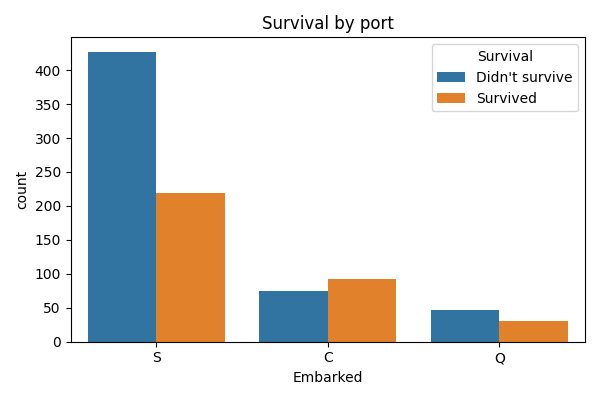 Survival by port
Survival
Didn't survive
Survived
count
400
350
300
250
200
150
100
50
0
S
C
Q
Embarked